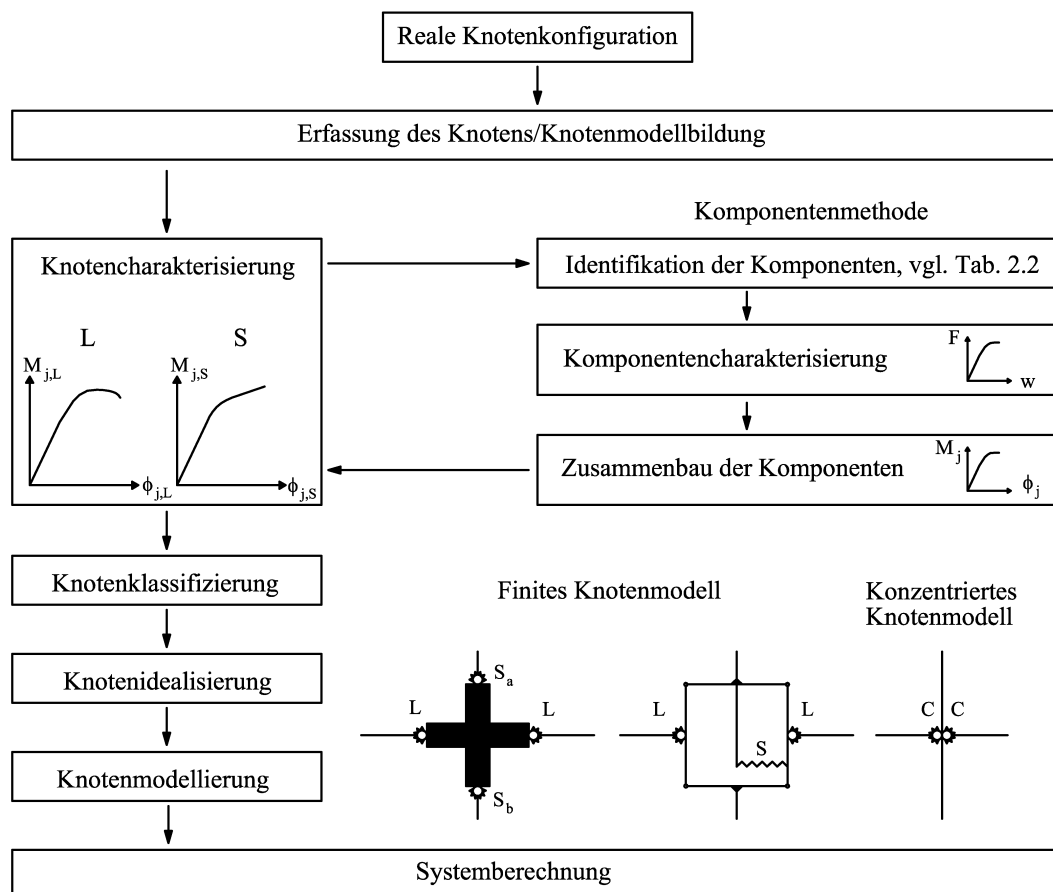 Reale Knotenkonfiguration
Erfassung des Knotens/Knotenmodellbildung
Komponentenmethode
Knotencharakterisierung
Identifikation der Komponenten, vgl. Tab. 2.2
L
S
M j,L
M j,S
ϕ j,L
ϕ j,S
Komponentencharakterisierung
F
w
Zusammenbau der Komponenten
M j
ϕ j
Knotenklassifizierung
Finites Knotenmodell
Konzentriertes
Knotenmodell
Knotenidealisierung
S a
L
L
S b
L
L
S
C C
Knotenmodellierung
Systemberechnung